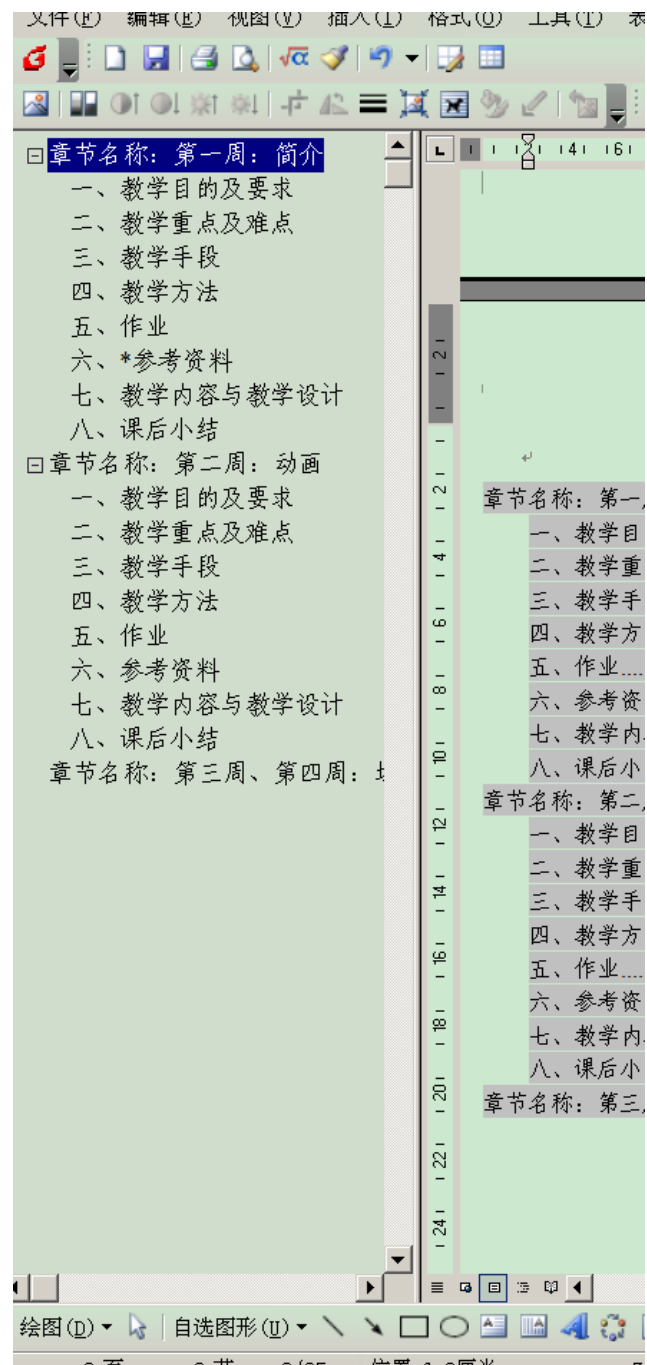 文件(F) 编辑(E) 视图(V) 插入(I) 格式(O) 工具(T) 表
章节名称：第一周：简介
一、教学目的及要求
二、教学重点及难点
三、教学手段
四、教学方法
五、作业
六、*参考资料
七、教学内容与教学设计
八、课后小结
章节名称：第二周：动画
一、教学目的及要求
二、教学重点及难点
三、教学手段
四、教学方法
五、作业
六、参考资料
七、教学内容与教学设计
八、课后小结
章节名称：第三周、第四周：
章节名称：第一
一、教学目
二、教学重
三、教学手
四、教学方
五、作业....
六、参考资
七、教学内
八、课后小
章节名称：第二
一、教学目
二、教学重
三、教学手
四、教学方
五、作业....
六、参考资
七、教学内
八、课后小
章节名称：第三
绘图(D) 自选图形(U)